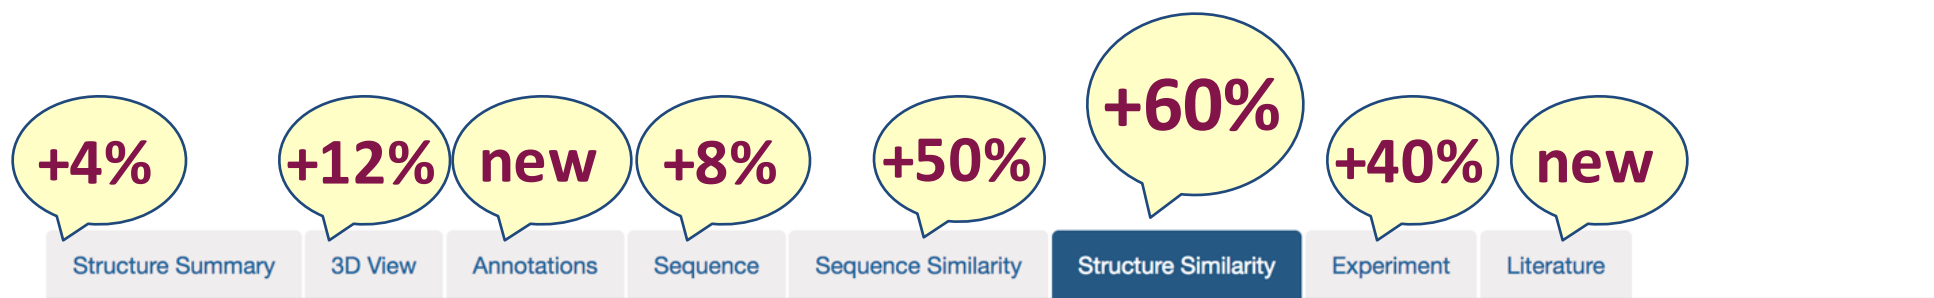 +4%
+12%
new
+8%
+50%
+60%
+40%
new
Structure Summary
3D View
Annotations
Sequence
Sequence Similarity
Structure Similarity
Experiment
Literature